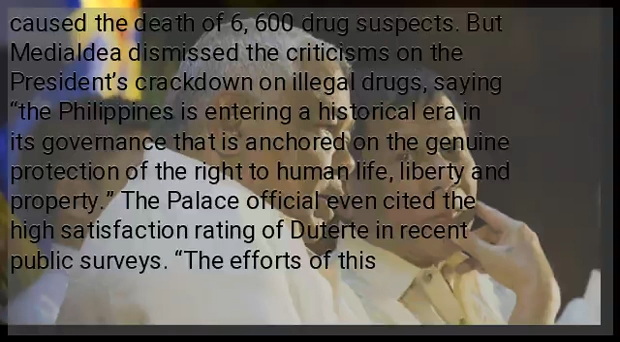 caused the death of 6, 600 drug suspects. But
Medialdea dismissed the criticisms on the
President’s crackdown on illegal drugs, saying
“the Philippines is entering a historical era in
its governance that is anchored on the genuine
protection of the right to human life, liberty and
property.” The Palace official even cited the
high satisfaction rating of Duterte in recent
public surveys. “The efforts of this